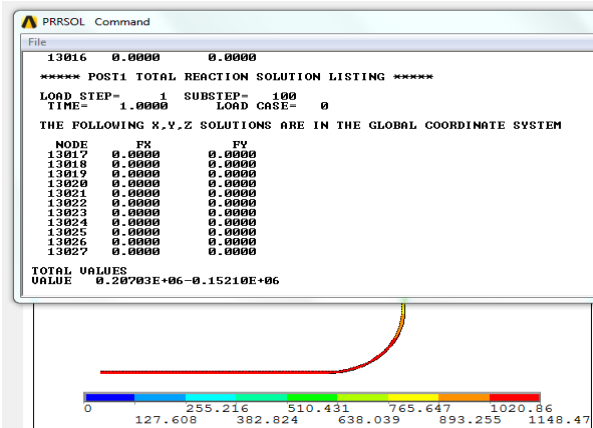 PRRSOL Command
File
13016 0.0000 0.0000
***** POST1 TOTAL REACTION SOLUTION LISTING *****
LOAD STEP= 1 SUBSTEP= 100
TIME= 1.0000 LOAD CASE= 0
THE FOLLOWING X,Y,Z SOLUTIONS ARE IN THE GLOBAL COORDINATE SYSTEM
NODE FX FY
13017 0.0000 0.0000
13018 0.0000 0.0000
13019 0.0000 0.0000
13020 0.0000 0.0000
13021 0.0000 0.0000
13022 0.0000 0.0000
13023 0.0000 0.0000
13024 0.0000 0.0000
13025 0.0000 0.0000
13026 0.0000 0.0000
13027 0.0000 0.0000
TOTAL VALUES
VALUE 0.20703E+06-0.15210E+06
0 255.216 510.431 765.647 1020.86
127.608 382.824 638.039 893.255 1148.47